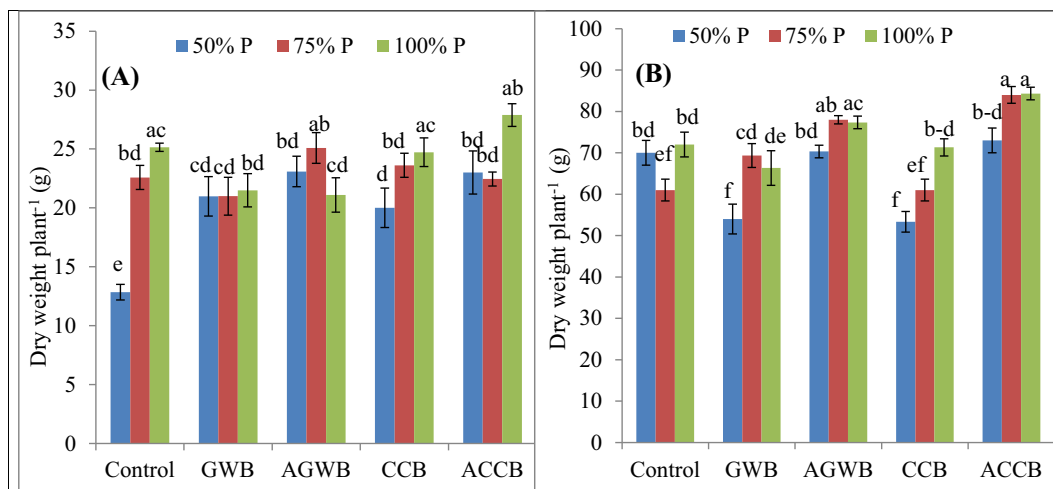 (A)
50% P 75% P 100% P
Dry weight plant⁻¹ (g)
35
30
25
20
15
10
5
0
e bd ac
cd cd bd
bd ab cd
d bd ac
bd bd ab
Control GWB AGWB CCB ACCB
(B)
50% P 75% P 100% P
Dry weight plant⁻¹ (g)
100
90
80
70
60
50
40
30
20
10
0
bd ef bd
f cd de
bd ab ac
f ef b-d
b-d a a
Control GWB AGWB CCB ACCB